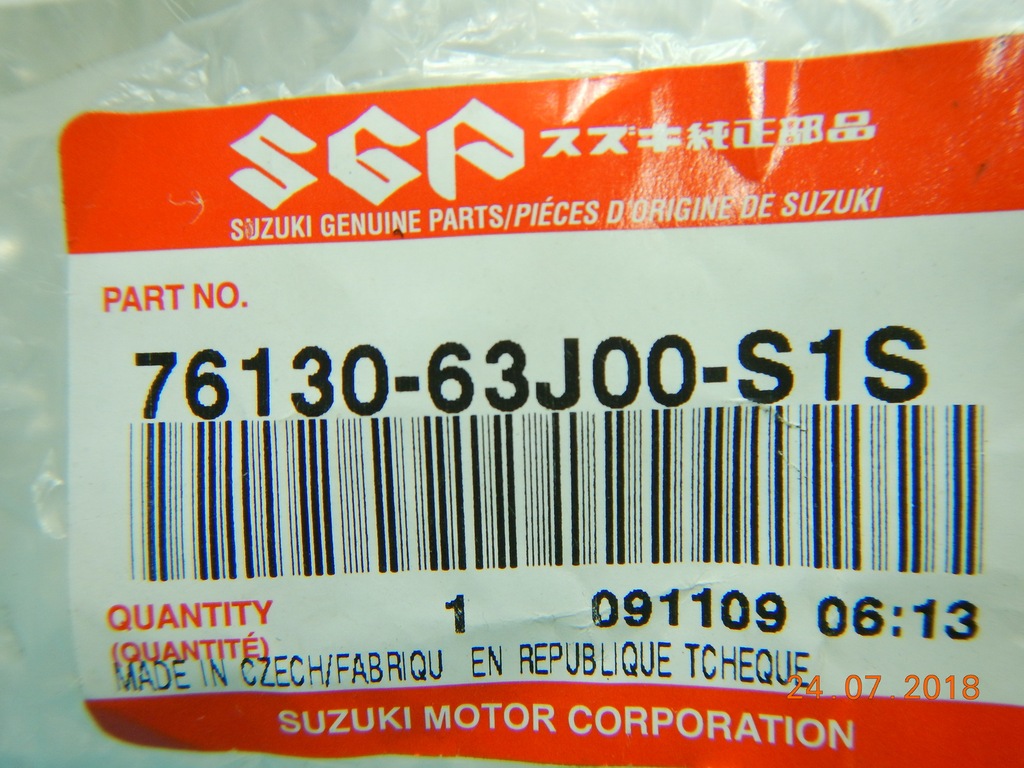 SGP スズキ純正部品
SUZUKI GENUINE PARTS/PIÉCES D'ORIGINE DE SUZUKI
PART NO.
76130-63J00-S1S
QUANTITY 1 091109 06:13
(QUANTITÉ)
MADE IN CZECH/FABRIQU EN REPUBLIQUE TCHEQUE
24.07.2018
SUZUKI MOTOR CORPORATION